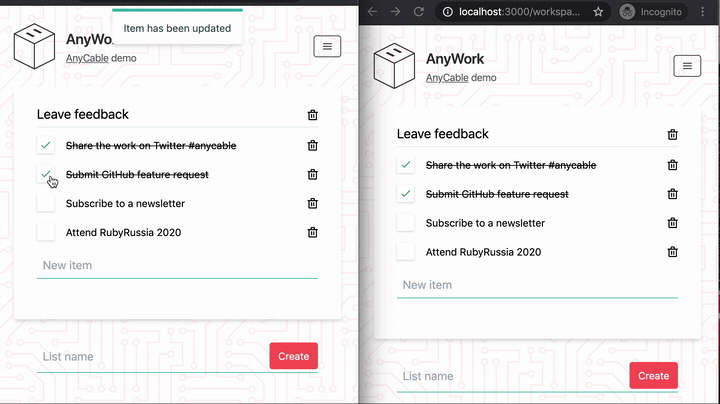 Item has been updated
AnyWo
AnyCable demo
Leave feedback
Share the work on Twitter #anycable
Submit GitHub feature request
Subscribe to a newsletter
Attend RubyRussia 2020
New item
List name
Create
localhost:3000/workspa...
Incognito
AnyWork
AnyCable demo
Leave feedback
Share the work on Twitter #anycable
Submit GitHub feature request
Subscribe to a newsletter
Attend RubyRussia 2020
New item
List name
Create